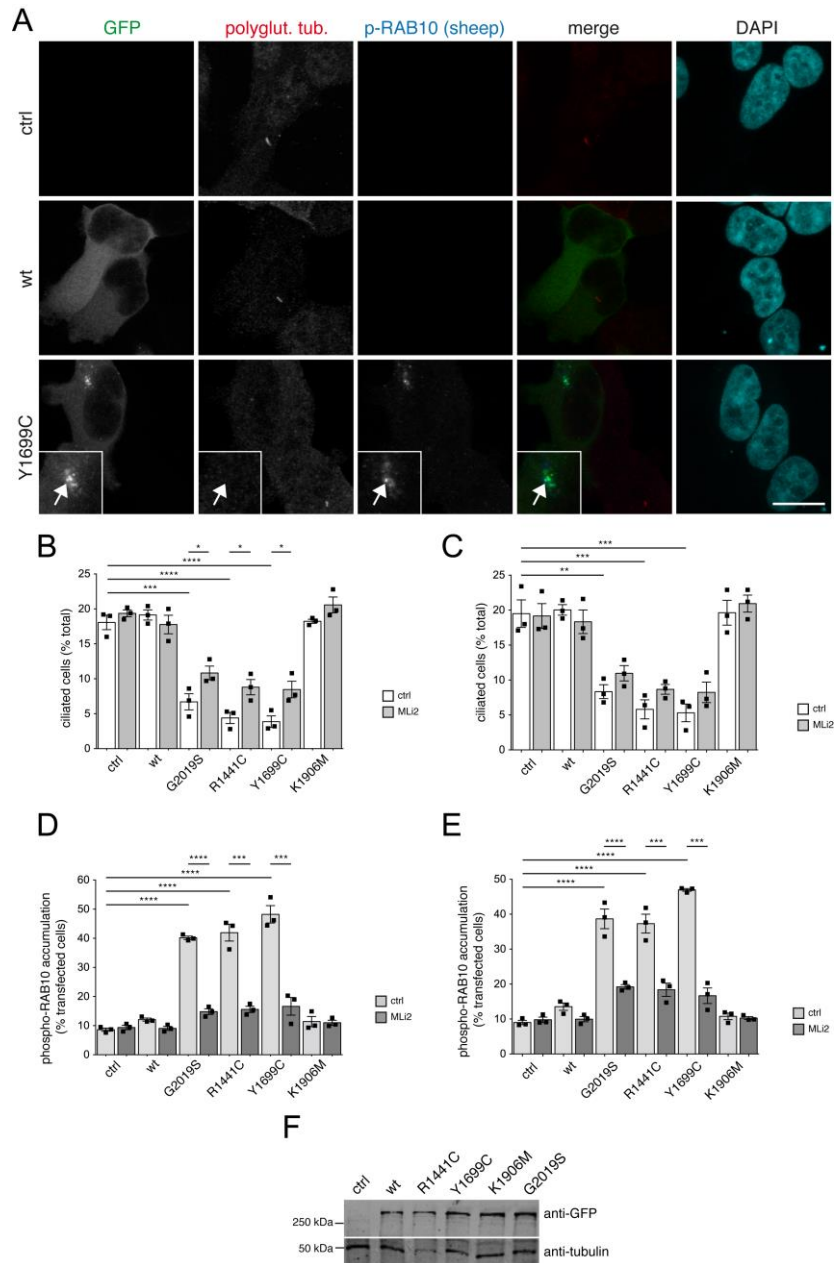 A
GFP polyglut. tub. p-RAB10 (sheep) merge DAPI
ctrl
wt
Y1699C
B
**** * * *
****
***
ciliated cells (% total)
25
20
15
10
5
0
ctrl wt G2019S R1441C Y1699C K1906M
ctrl
MLi2
C
***
***
**
ciliated cells (% total)
25
20
15
10
5
0
ctrl wt G2019S R1441C Y1699C K1906M
ctrl
MLi2
D
**** *** ***
****
****
****
phospho-RAB10 accumulation
(% transfected cells)
60
50
40
30
20
10
0
ctrl wt G2019S R1441C Y1699C K1906M
ctrl
MLi2
E
**** *** ***
****
****
****
phospho-RAB10 accumulation
(% transfected cells)
50
40
30
20
10
0
ctrl wt G2019S R1441C Y1699C K1906M
ctrl
MLi2
F
ctrl wt R1441C Y1699C K1906M G2019S
250 kDa anti-GFP
50 kDa anti-tubulin